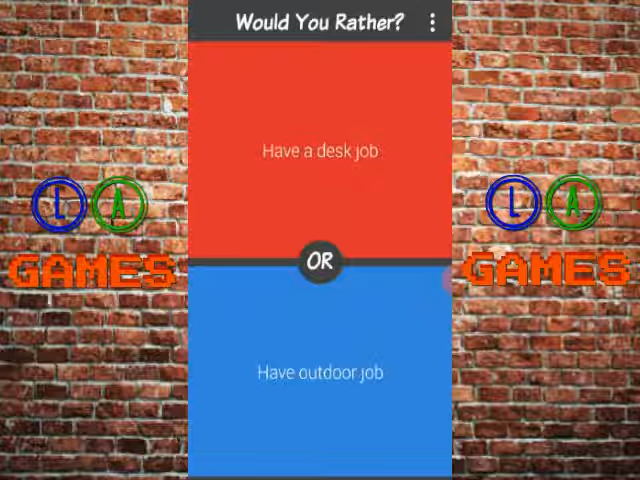 Would You Rather?
Have a desk job
OR
Have outdoor job
L A
GAMES
L A
GAMES